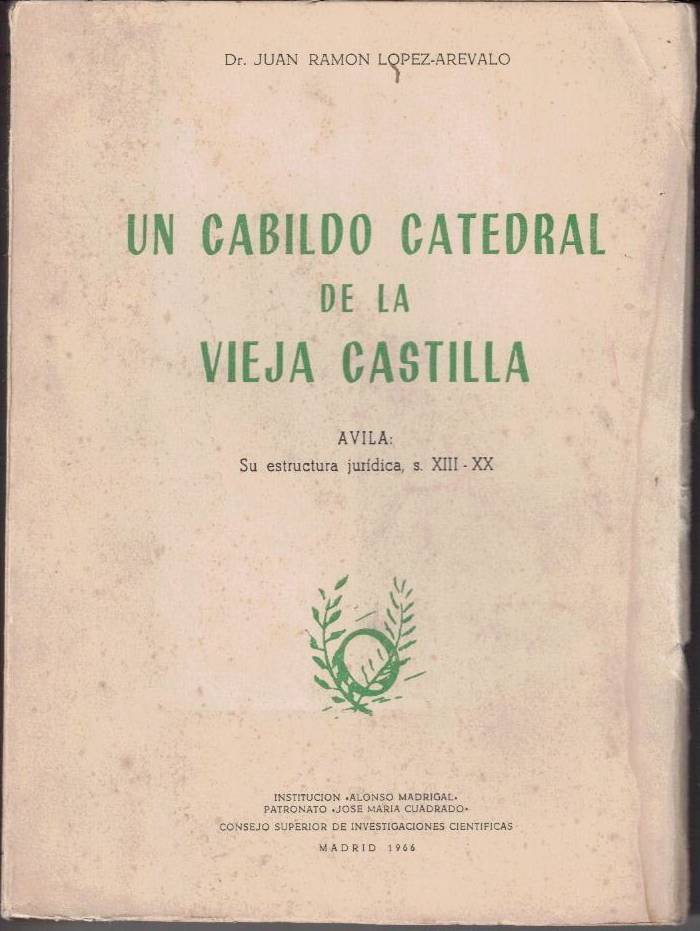 Dr. JUAN RAMON LOPEZ-AREVALO
UN CABILDO CATEDRAL
DE LA
VIEJA CASTILLA
AVILA:
Su estructura jurídica, s. XIII - XX
INSTITUCION «ALONSO MADRIGAL»
PATRONATO «JOSE MARIA CUADRADO»
CONSEJO SUPERIOR DE INVESTIGACIONES CIENTIFICAS
MADRID 1966